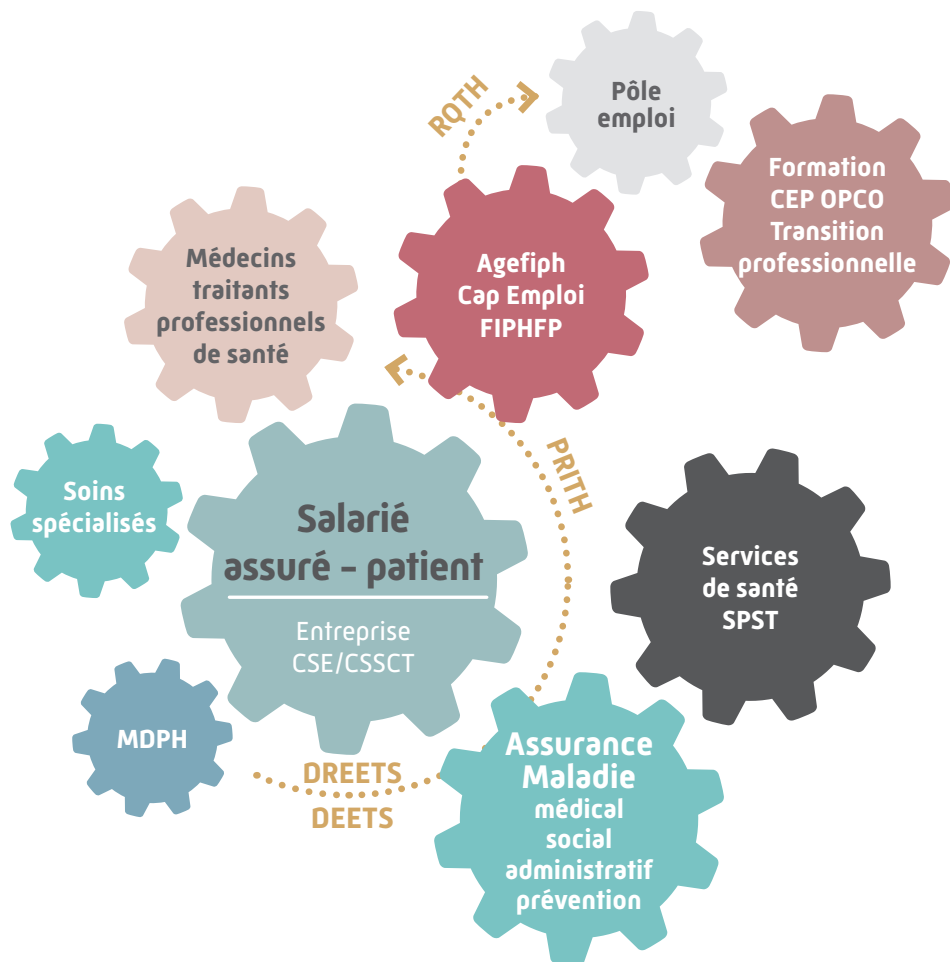 RQTH
Pôle
emploi
Formation
CEP OPCO
Transition
professionnelle
Médecins
traitants
professionnels
de santé
Agefiph
Cap Emploi
FIPHFP
PRITH
Soins
spécialisés
Salarié
assuré – patient
Entreprise
CSE/CSSCT
Services
de santé
SPST
MDPH
DREETS
DEETS
Assurance
Maladie
médical
social
administratif
prévention